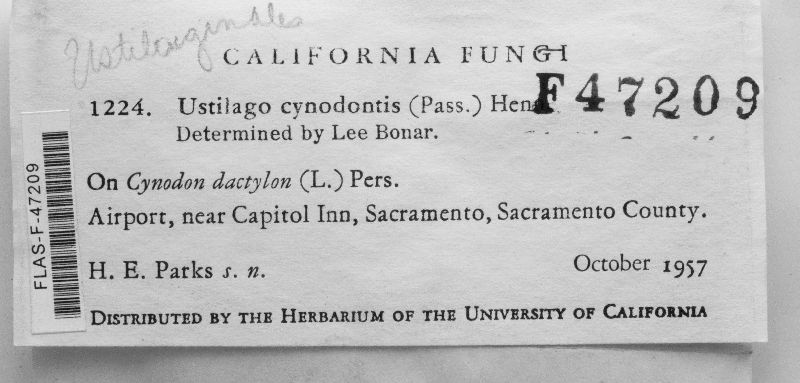 Ustilaginales
CALIFORNIA FUNGI
F47209
1224. Ustilago cynodontis (Pass.)
Determined by Lee Bonar.
On Cynodon dactylon (L.) Pers.
Airport, near Capitol Inn, Sacramento, Sacramento County.
H. E. Parks s. n. October 1957
DISTRIBUTED BY THE HERBARIUM OF THE UNIVERSITY OF CALIFORNIA
FLAS-F-47209